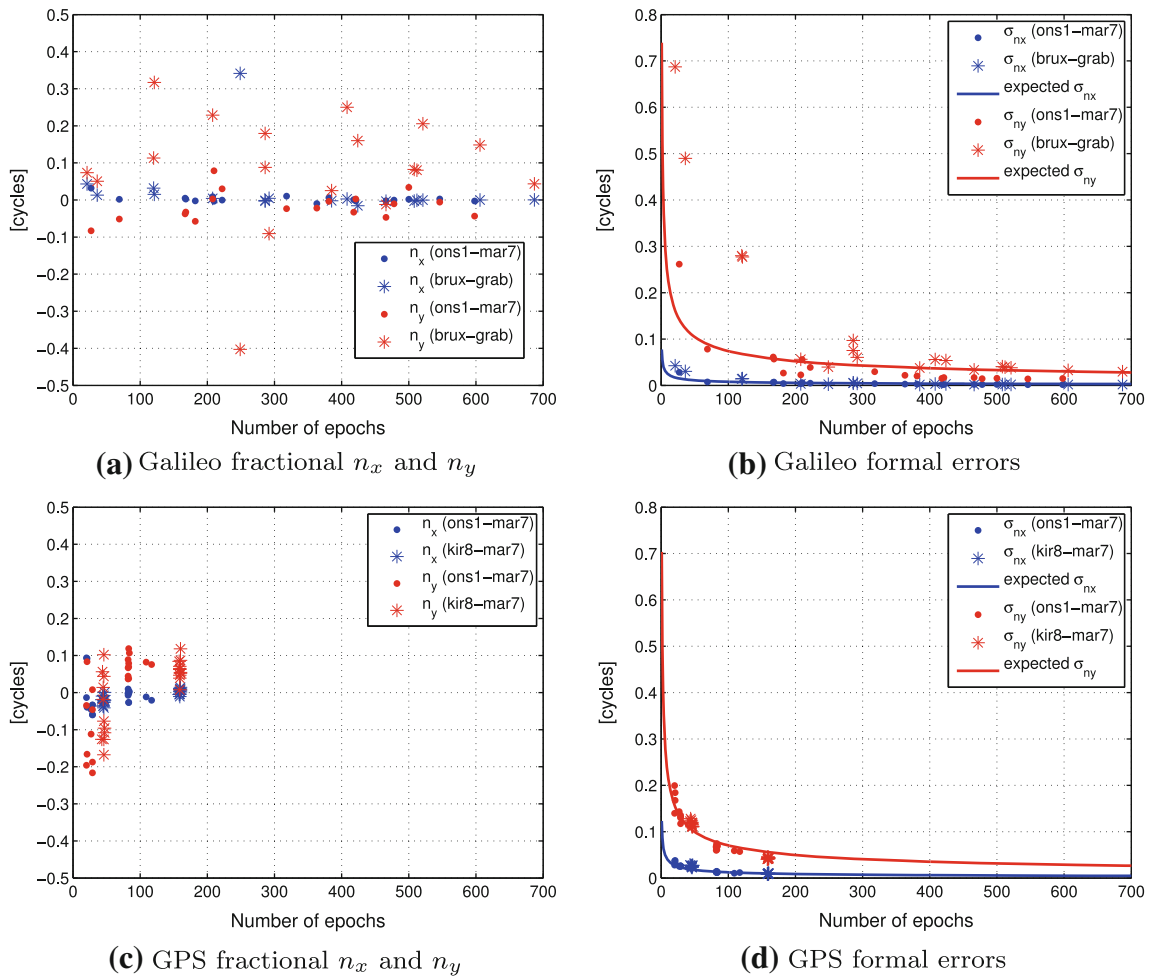 0.5
0.4
0.3
0.2
0.1
0
−0.1
−0.2
−0.3
−0.4
−0.5
[cycles]
0 100 200 300 400 500 600 700
Number of epochs
n_x (ons1−mar7)
n_x (brux−grab)
n_y (ons1−mar7)
n_y (brux−grab)
(a) Galileo fractional n_x and n_y
0.8
0.7
0.6
0.5
0.4
0.3
0.2
0.1
0
[cycles]
0 100 200 300 400 500 600 700
Number of epochs
σ_nx (ons1−mar7)
σ_nx (brux−grab)
expected σ_nx
σ_ny (ons1−mar7)
σ_ny (brux−grab)
expected σ_ny
(b) Galileo formal errors
0.5
0.4
0.3
0.2
0.1
0
−0.1
−0.2
−0.3
−0.4
−0.5
[cycles]
0 100 200 300 400 500 600 700
Number of epochs
n_x (ons1−mar7)
n_x (kir8−mar7)
n_y (ons1−mar7)
n_y (kir8−mar7)
(c) GPS fractional n_x and n_y
0.8
0.7
0.6
0.5
0.4
0.3
0.2
0.1
0
[cycles]
0 100 200 300 400 500 600 700
Number of epochs
σ_nx (ons1−mar7)
σ_nx (kir8−mar7)
expected σ_nx
σ_ny (ons1−mar7)
σ_ny (kir8−mar7)
expected σ_ny
(d) GPS formal errors